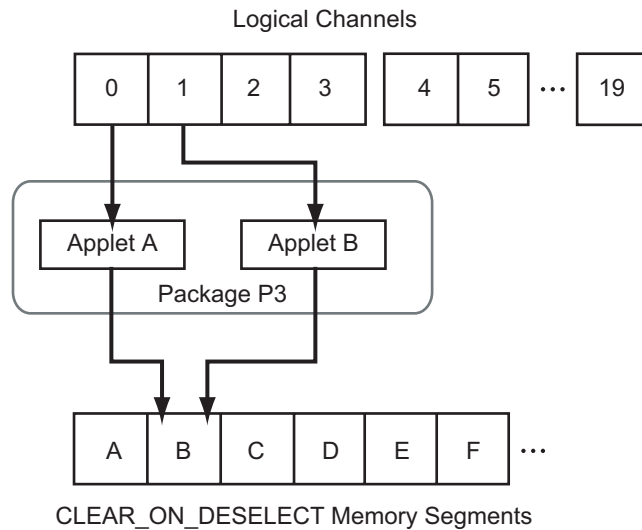 Logical Channels
0 1 2 3 4 5 ... 19
Applet A Applet B
Package P3
A B C D E F ...
CLEAR_ON_DESELECT Memory Segments